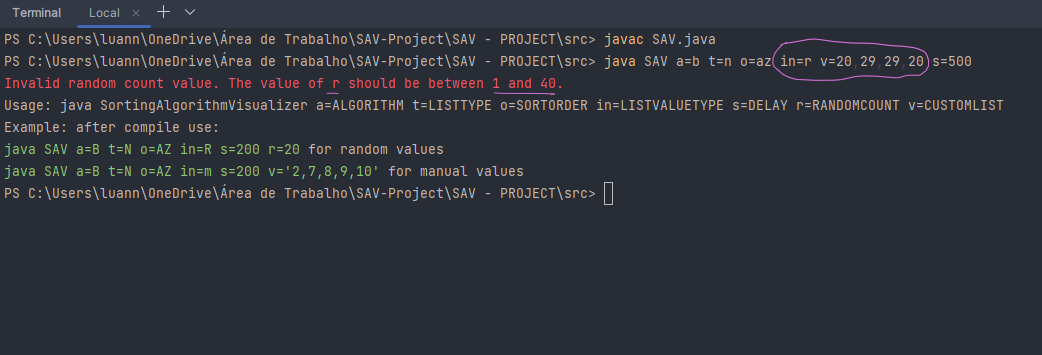 Terminal Local
PS C:\Users\luann\OneDrive\Área de Trabalho\SAV-Project\SAV - PROJECT\src> javac SAV.java
PS C:\Users\luann\OneDrive\Área de Trabalho\SAV-Project\SAV - PROJECT\src> java SAV a=b t=n o=az in=r v=20,29,29,20 s=500
Invalid random count value. The value of r should be between 1 and 40.
Usage: java SortingAlgorithmVisualizer a=ALGORITHM t=LISTTYPE o=SORTORDER in=LISTVALUETYPE s=DELAY r=RANDOMCOUNT v=CUSTOMLIST
Example: after compile use:
java SAV a=B t=N o=AZ in=R s=200 r=20 for random values
java SAV a=B t=N o=AZ in=m s=200 v='2,7,8,9,10' for manual values
PS C:\Users\luann\OneDrive\Área de Trabalho\SAV-Project\SAV - PROJECT\src>